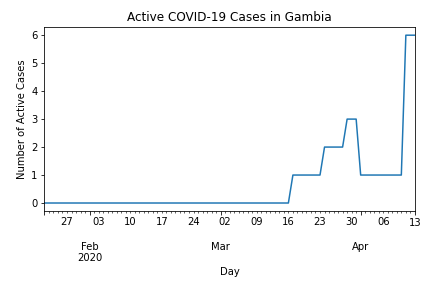 Active COVID-19 Cases in Gambia
Number of Active Cases
6
5
4
3
2
1
0
27 03 10 17 24 02 09 16 23 30 06 13
Feb Mar Apr
2020
Day